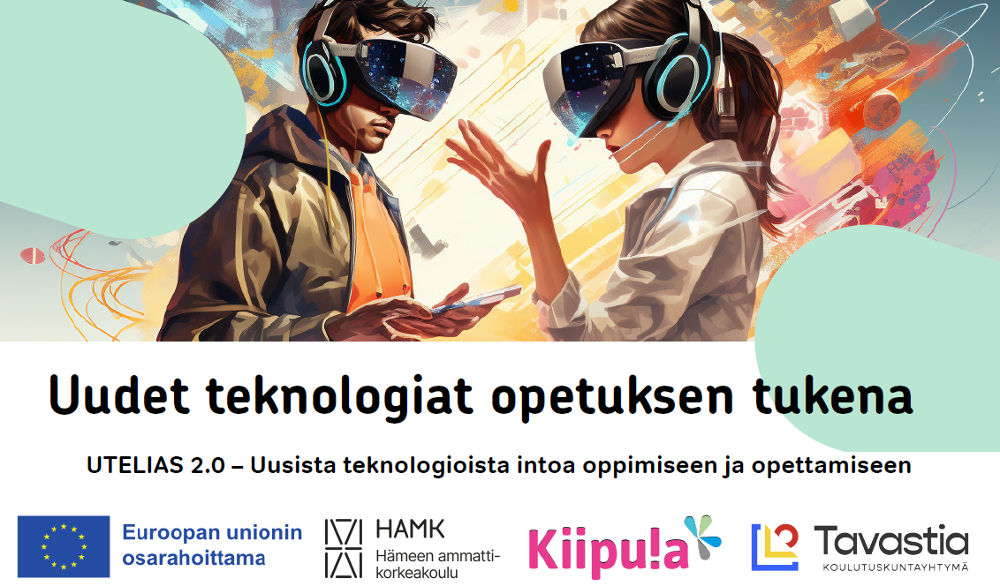 Uudet teknologiat opetuksen tukena
UTELIAS 2.0 – Uusista teknologioista intoa oppimiseen ja opettamiseen
Euroopan unionin
osarahoittama
HAMK
Hämeen ammatti-
korkeakoulu
Kiipula
Tavastia
KOULUTUSKUNTAYHTYMÄ